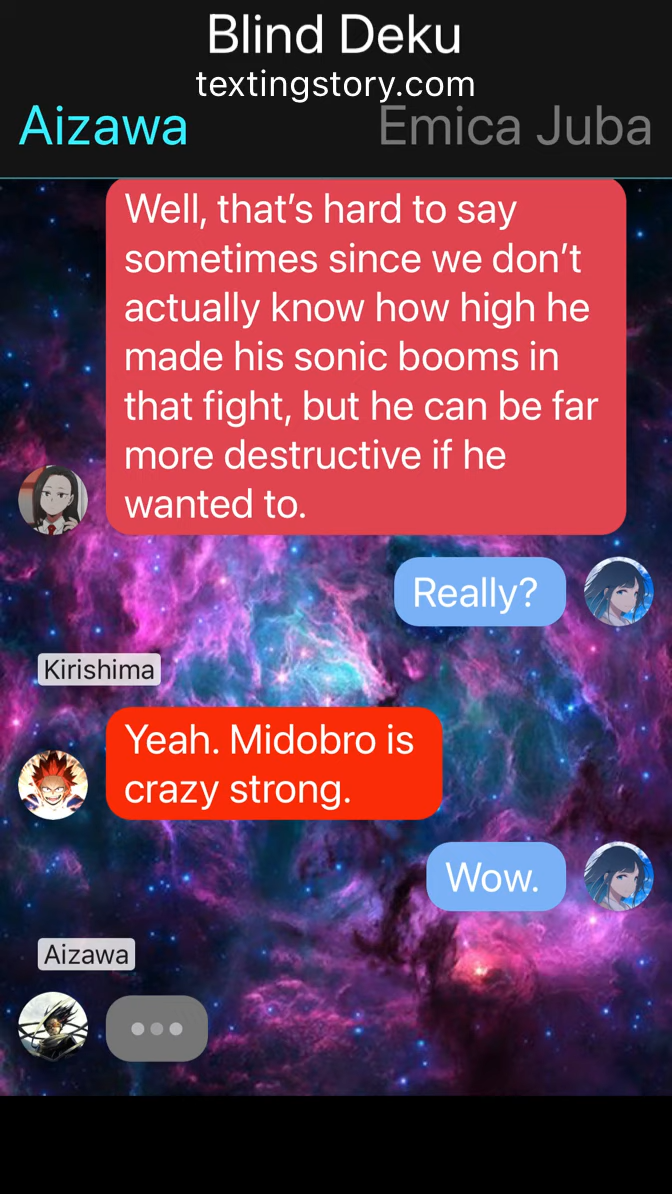 Blind Deku
textingstory.com
Aizawa
Emica Juba
Well, that’s hard to say
sometimes since we don’t
actually know how high he
made his sonic booms in
that fight, but he can be far
more destructive if he
wanted to.
Really?
Kirishima
Yeah. Midobro is
crazy strong.
Wow.
Aizawa